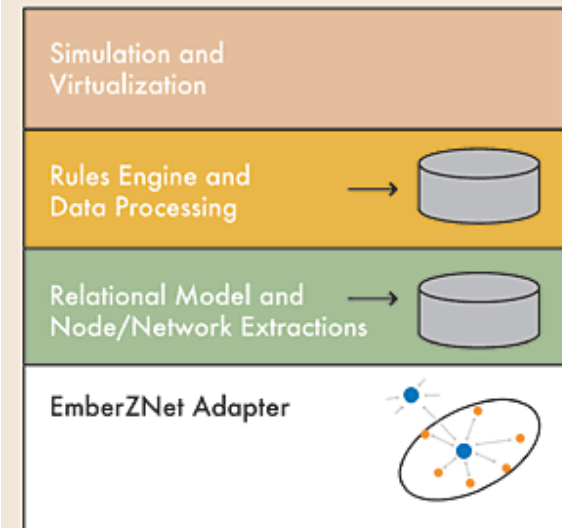 Simulation and
Virtualization
Rules Engine and
Data Processing
Relational Model and
Node/Network Extractions
EmberZNet Adapter